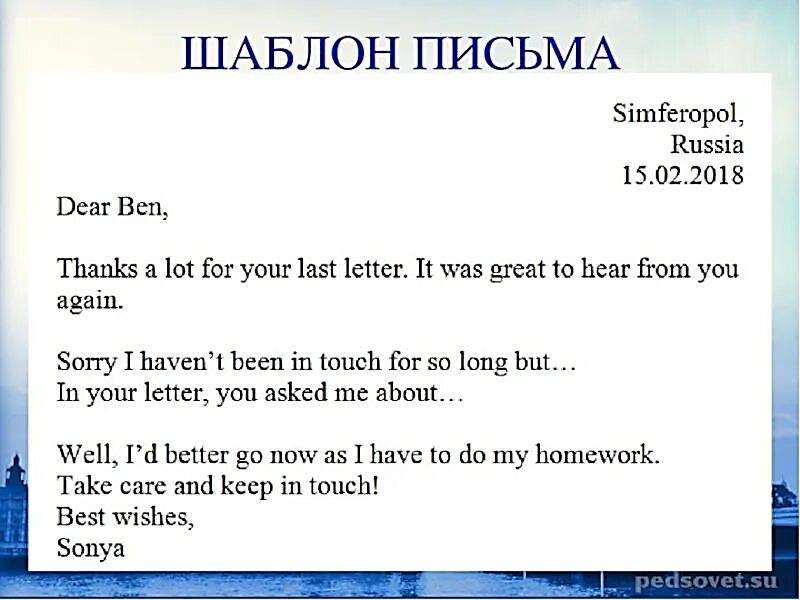 ШАБЛОН ПИСЬМА
Simferopol,
Russia
15.02.2018
Dear Ben,
Thanks a lot for your last letter. It was great to hear from you
again.
Sorry I haven’t been in touch for so long but…
In your letter, you asked me about…
Well, I’d better go now as I have to do my homework.
Take care and keep in touch!
Best wishes,
Sonya
pedsovet.su